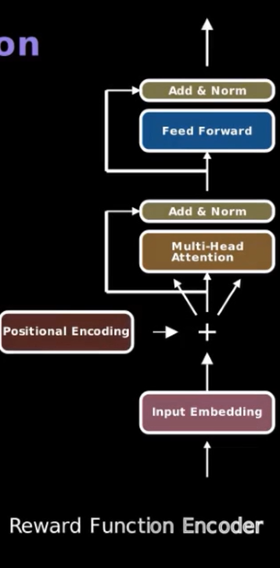 on
Add & Norm
Feed Forward
Add & Norm
Multi-Head
Attention
Positional Encoding
+
Input Embedding
Reward Function Encoder